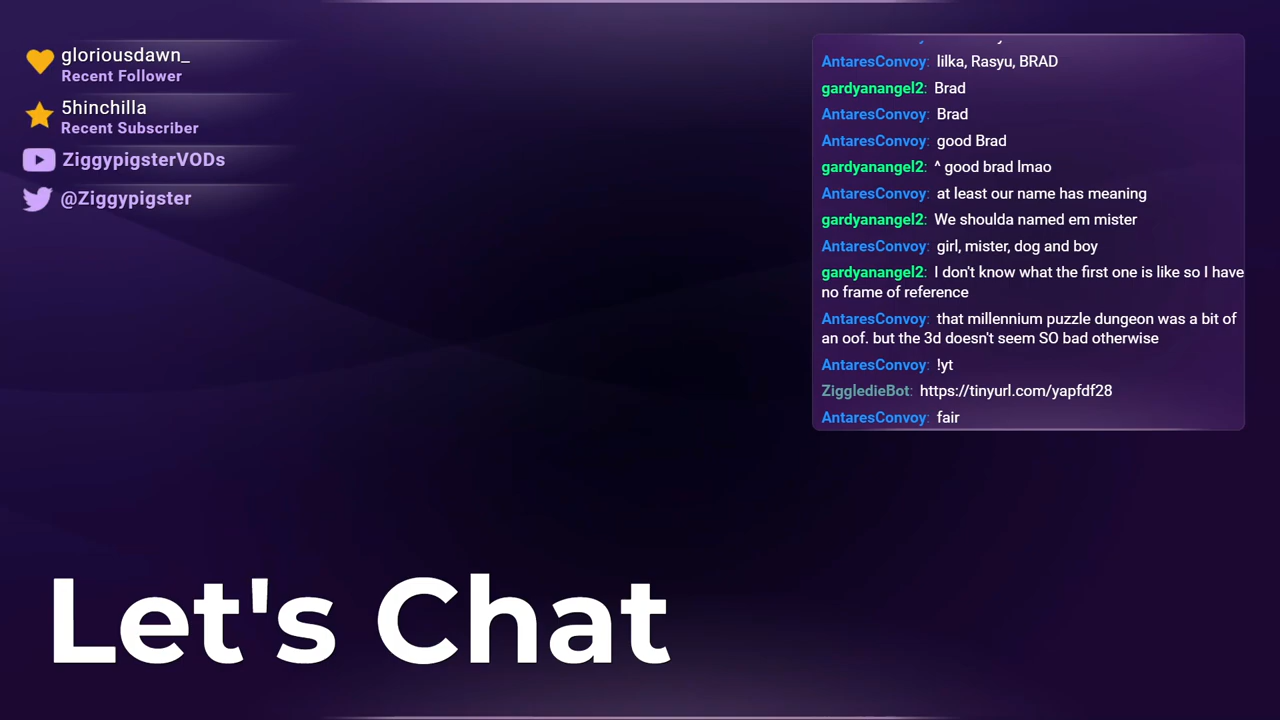 gloriousdawn_
Recent Follower
5hinchilla
Recent Subscriber
ZiggypigsterVODs
@Ziggypigster
AntaresConvoy: lilka, Rasyu, BRAD
gardyanangel2: Brad
AntaresConvoy: Brad
AntaresConvoy: good Brad
gardyanangel2: ^ good brad lmao
AntaresConvoy: at least our name has meaning
gardyanangel2: We shoulda named em mister
AntaresConvoy: girl, mister, dog and boy
gardyanangel2: I don't know what the first one is like so I have
no frame of reference
AntaresConvoy: that millennium puzzle dungeon was a bit of
an oof. but the 3d doesn't seem SO bad otherwise
AntaresConvoy: !yt
ZiggledieBot: https://tinyurl.com/yapfdf28
AntaresConvoy: fair
Let's Chat